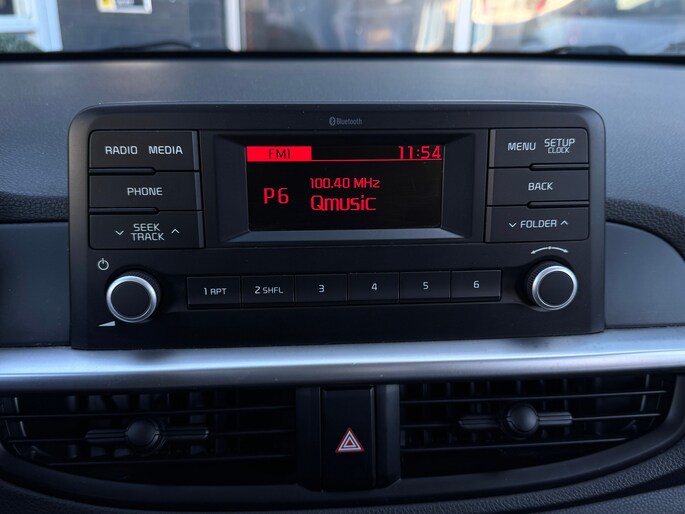 Bluetooth
RADIO MEDIA
PHONE
SEEK
TRACK
FM1 11:54
100.40 MHz
P6
Qmusic
MENU SETUP
CLOCK
BACK
FOLDER
1 RPT 2 SHFL 3 4 5 6